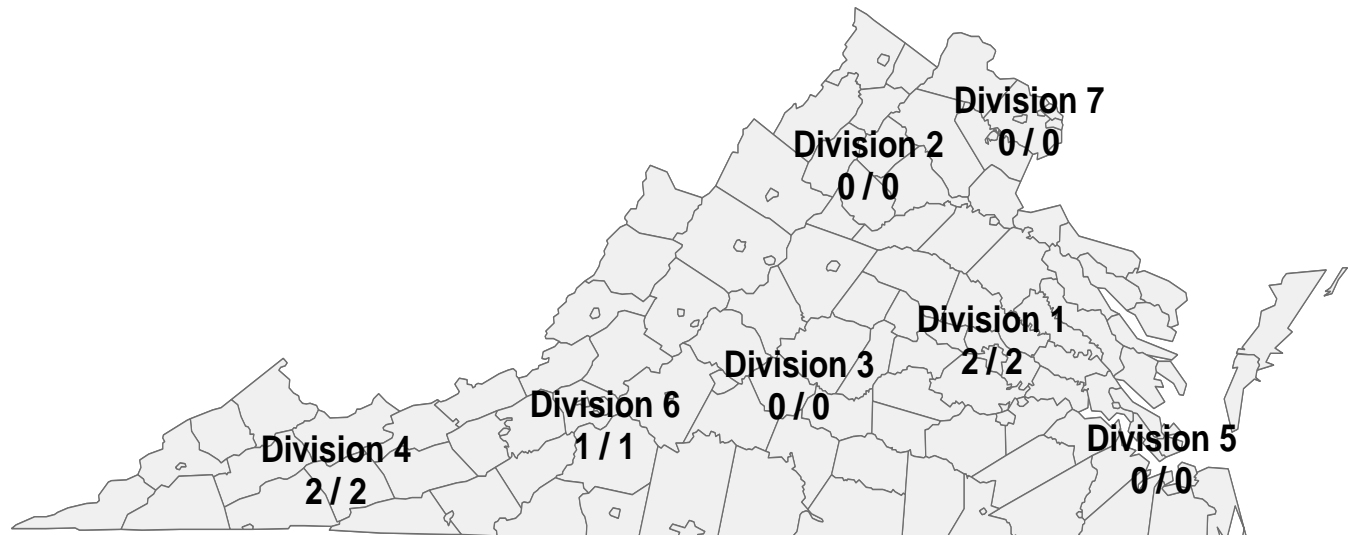 Division 7
0 / 0
Division 2
0 / 0
Division 1
2 / 2
Division 3
0 / 0
Division 6
1 / 1
Division 5
0 / 0
Division 4
2 / 2